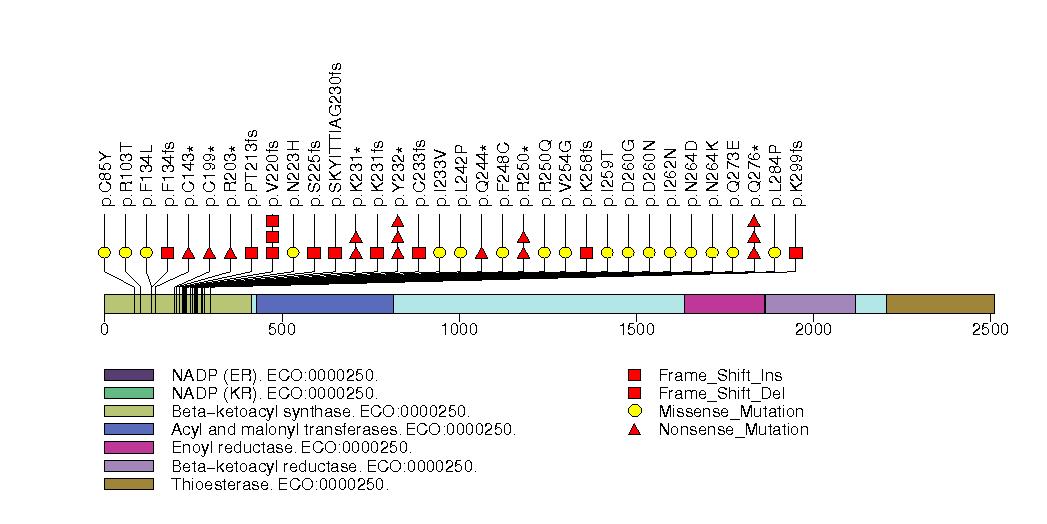 p.C85Y
p.R103T
p.F134L
p.F134fs
p.C143*
p.C199*
p.R203*
p.PT213fs
p.V220fs
p.N223H
p.S225fs
p.SKYITTIAG230fs
p.K231*
p.K231fs
p.Y232*
p.C233fs
p.I233V
p.L242P
p.Q244*
p.F248C
p.R250*
p.R250Q
p.V254G
p.K258fs
p.I259T
p.D260G
p.D260N
p.I262N
p.N264D
p.N264K
p.Q273E
p.Q276*
p.L284P
p.K299fs
0 500 1000 1500 2000 2500
NADP (ER). ECO:0000250.
NADP (KR). ECO:0000250.
Beta-ketoacyl synthase. ECO:0000250.
Acyl and malonyl transferases. ECO:0000250.
Enoyl reductase. ECO:0000250.
Beta-ketoacyl reductase. ECO:0000250.
Thioesterase. ECO:0000250.
Frame_Shift_Ins
Frame_Shift_Del
Missense_Mutation
Nonsense_Mutation